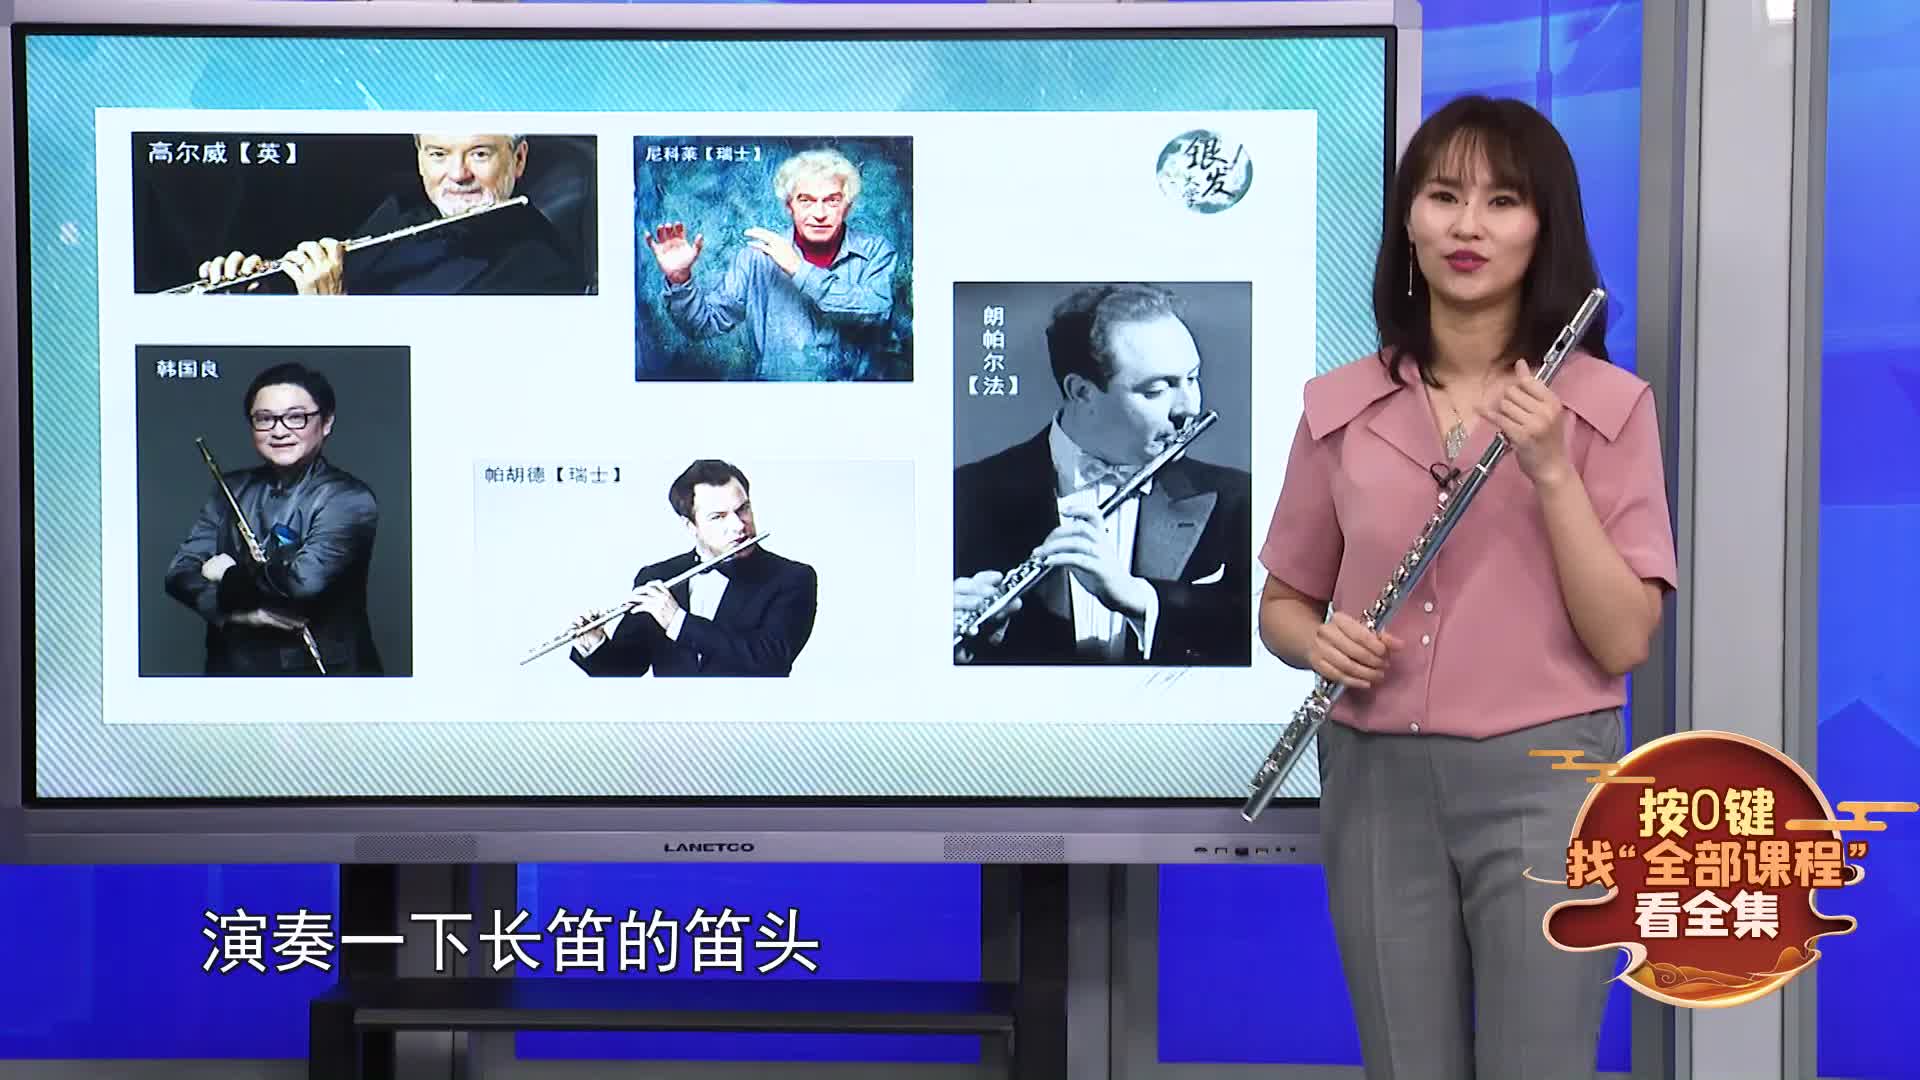 高尔威【英】
尼科莱【瑞士】
银发
大学
朗帕尔【法】
韩国良
帕胡德【瑞士】
LANETCO
演奏一下长笛的笛头
按0键
找“全部课程”
看全集